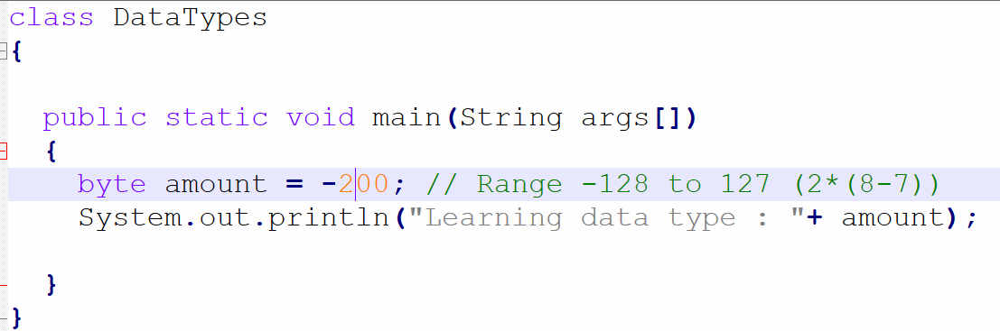 class DataTypes
{
public static void main(String args[])
{
byte amount = -200; // Range -128 to 127 (2*(8-7))
System.out.println("Learning data type : "+ amount);
}
}